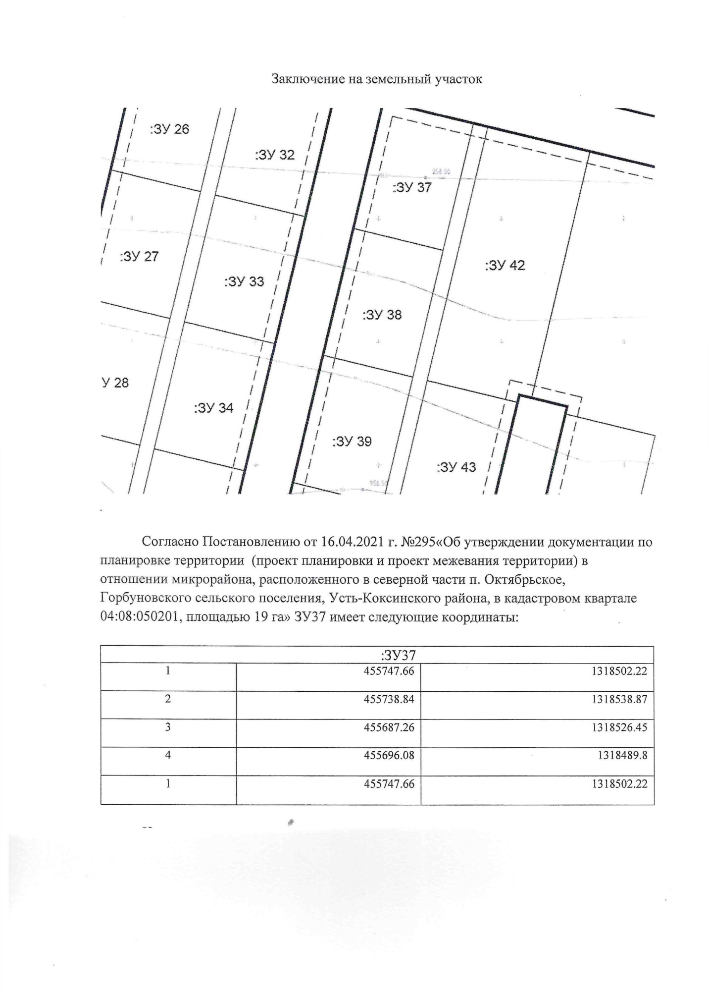 Заключение на земельный участок
:ЗУ 26
:ЗУ 32
958.00
:ЗУ 37
:ЗУ 27
:ЗУ 42
:ЗУ 33
:ЗУ 38
У 28
:ЗУ 34
:ЗУ 39
:ЗУ 43
956.50
Согласно Постановлению от 16.04.2021 г. №295«Об утверждении документации по
планировке территории (проект планировки и проект межевания территории) в
отношении микрорайона, расположенного в северной части п. Октябрьское,
Горбуновского сельского поселения, Усть-Коксинского района, в кадастровом квартале
04:08:050201, площадью 19 га» ЗУ37 имеет следующие координаты:
:ЗУ37
1 455747.66 1318502.22
2 455738.84 1318538.87
3 455687.26 1318526.45
4 455696.08 1318489.8
1 455747.66 1318502.22